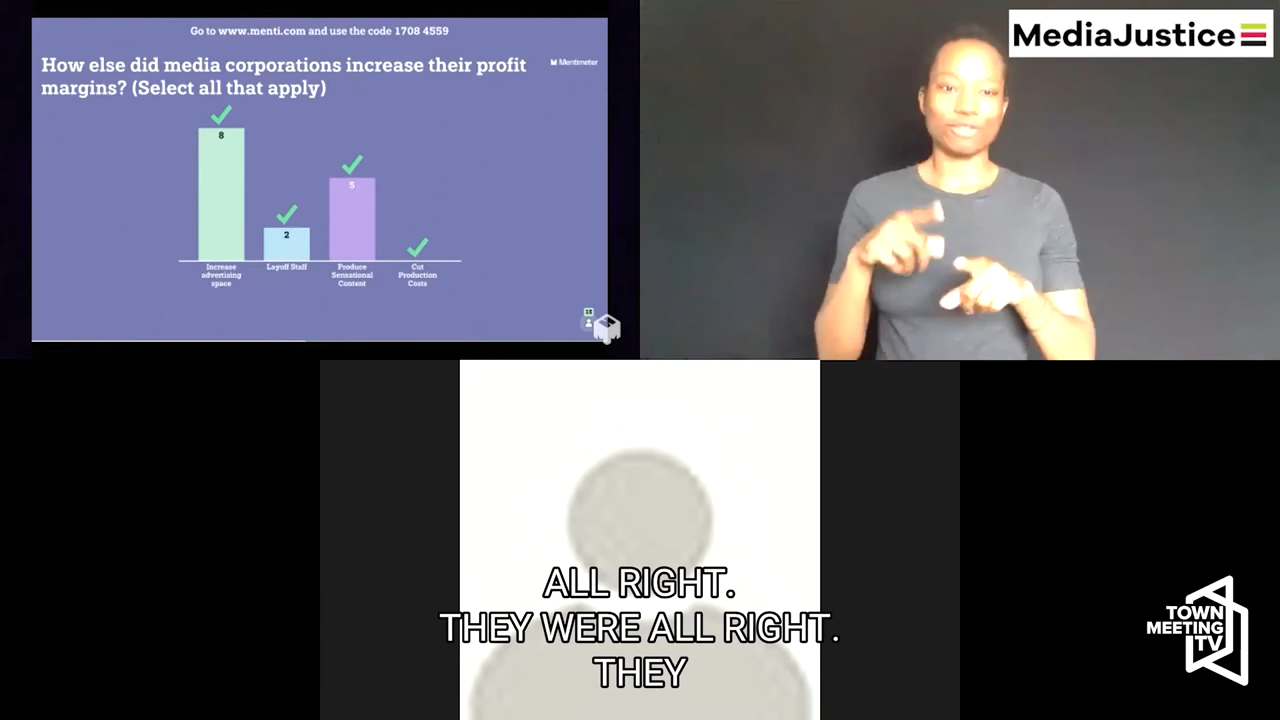 Go to www.menti.com and use the code 1708 4559
How else did media corporations increase their profit
margins? (Select all that apply)
Mentimeter
8
2
5
Increase
advertising
space
Layoff Staff
Produce
Sensational
Content
Cut
Production
Costs
MediaJustice
ALL RIGHT.
THEY WERE ALL RIGHT.
THEY
TOWN
MEETING
TV